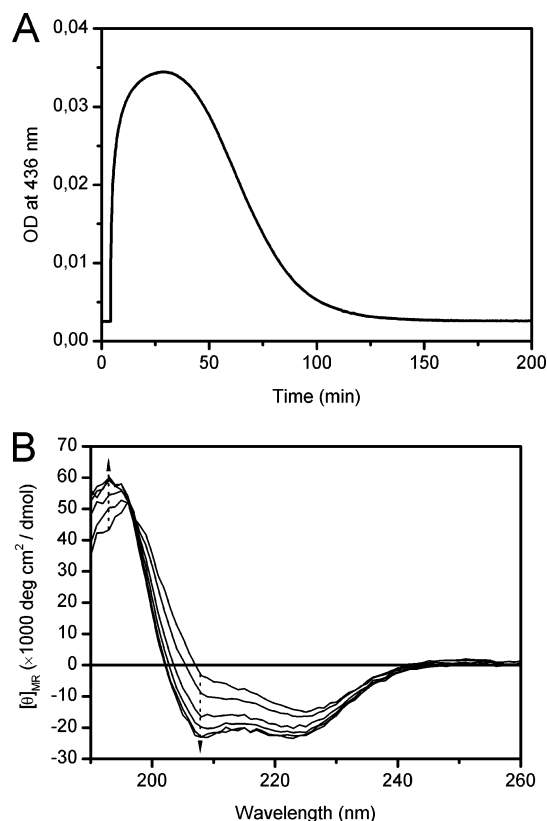 A
0,04
0,03
0,02
0,01
0,00
OD at 436 nm
0 50 100 150 200
Time (min)
B
70
60
50
40
30
20
10
0
-10
-20
-30
[θ]MR (×1000 deg cm² / dmol)
200 220 240 260
Wavelength (nm)